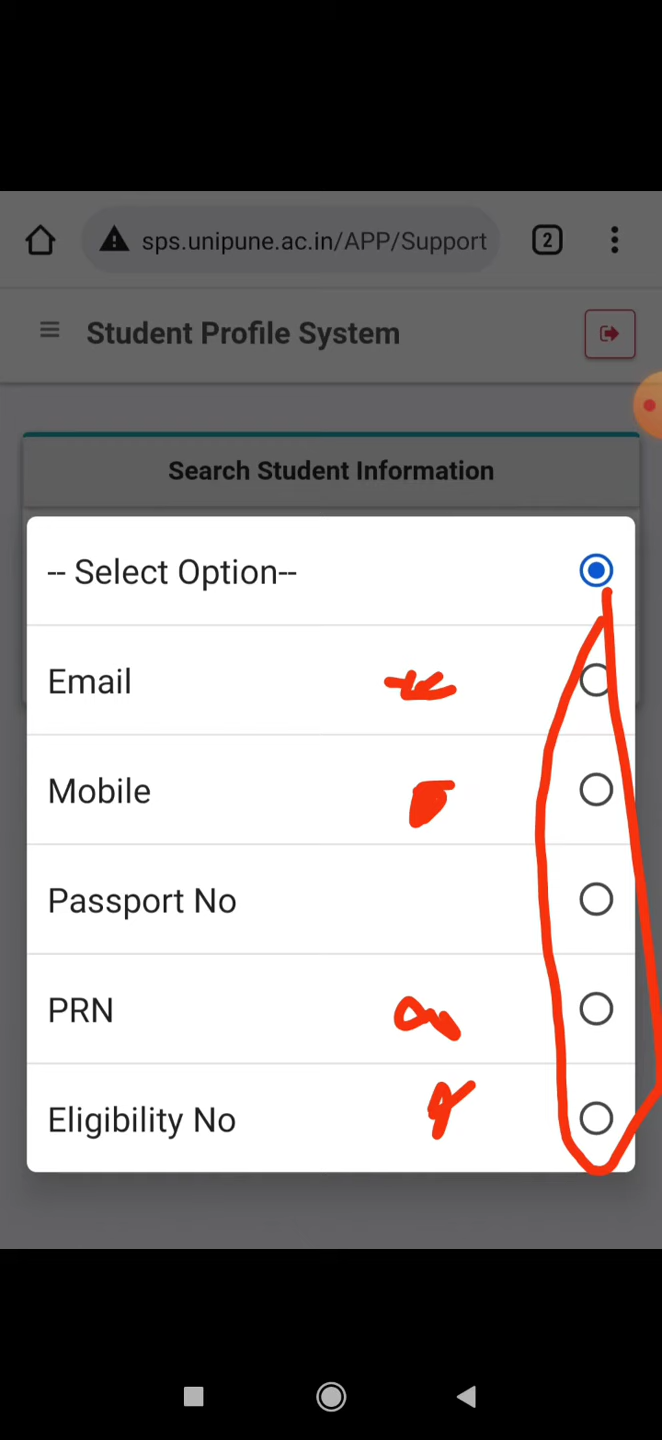 sps.unipune.ac.in/APP/Support
2
Student Profile System
Search Student Information
-- Select Option--
Email
Mobile
Passport No
PRN
Eligibility No